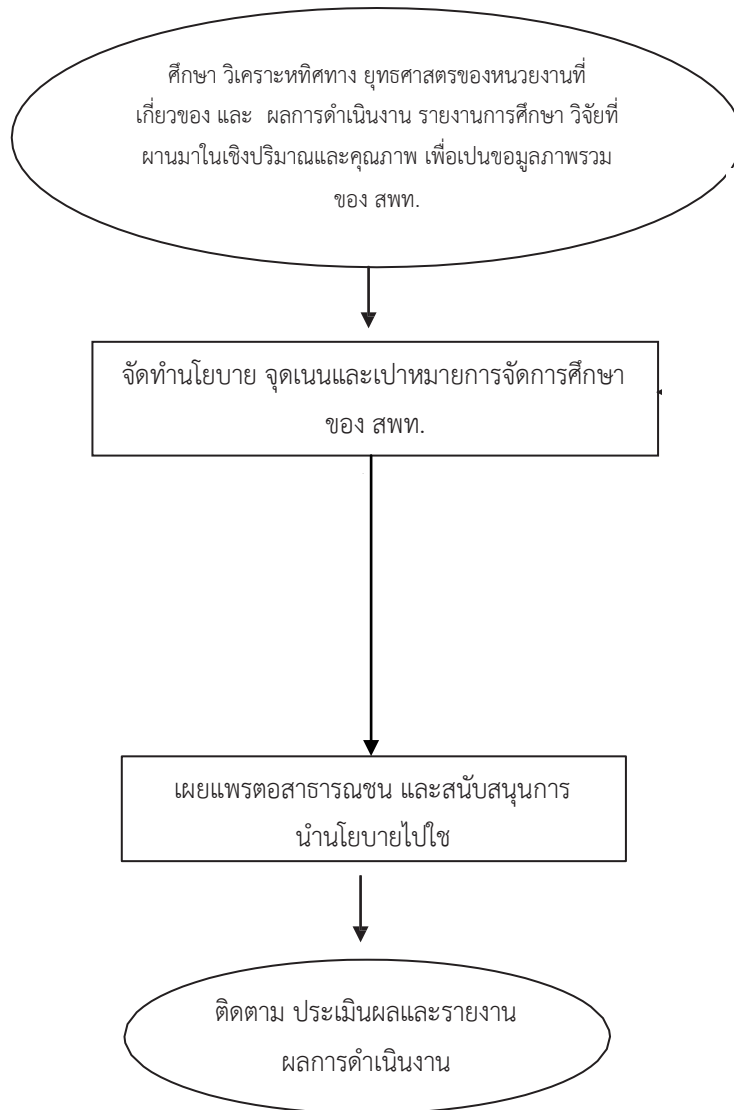 ศึกษา วิเคราะหทิศทาง ยุทธศาสตรของหนวยงานที่
เกี่ยวของ และ ผลการดำเนินงาน รายงานการศึกษา วิจัยที่
ผานมาในเชิงปริมาณและคุณภาพ เพื่อเปนขอมูลภาพรวม
ของ สพท.
จัดทำนโยบาย จุดเนนและเปาหมายการจัดการศึกษา
ของ สพท.
เผยแพรตอสาธารณชน และสนับสนุนการ
นำนโยบายไปใช
ติดตาม ประเมินผลและรายงาน
ผลการดำเนินงาน